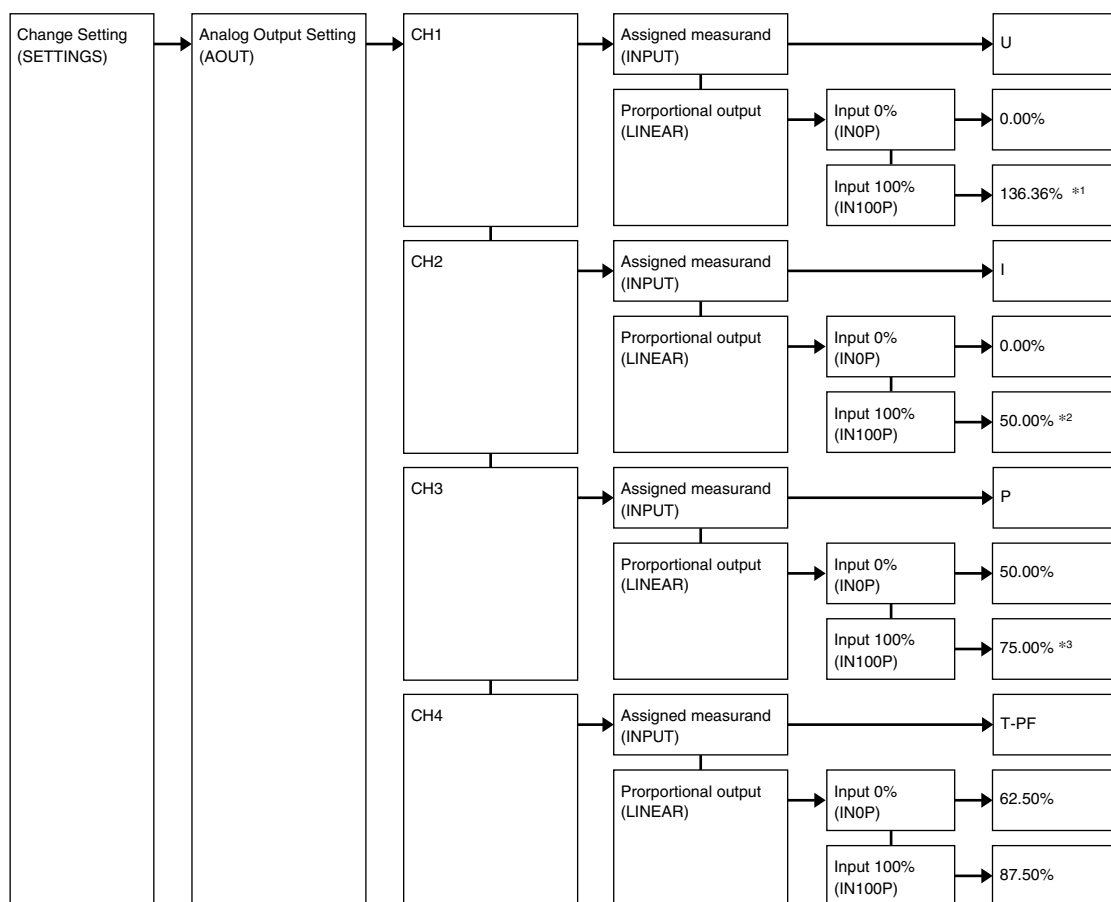 Change Setting
(SETTINGS)
Analog Output Setting
(AOUT)
CH1
Assigned measurand
(INPUT)
U
Prorportional output
(LINEAR)
Input 0%
(IN0P)
0.00%
Input 100%
(IN100P)
136.36% *1
CH2
Assigned measurand
(INPUT)
I
Prorportional output
(LINEAR)
Input 0%
(IN0P)
0.00%
Input 100%
(IN100P)
50.00% *2
CH3
Assigned measurand
(INPUT)
P
Prorportional output
(LINEAR)
Input 0%
(IN0P)
50.00%
Input 100%
(IN100P)
75.00% *3
CH4
Assigned measurand
(INPUT)
T-PF
Prorportional output
(LINEAR)
Input 0%
(IN0P)
62.50%
Input 100%
(IN100P)
87.50%